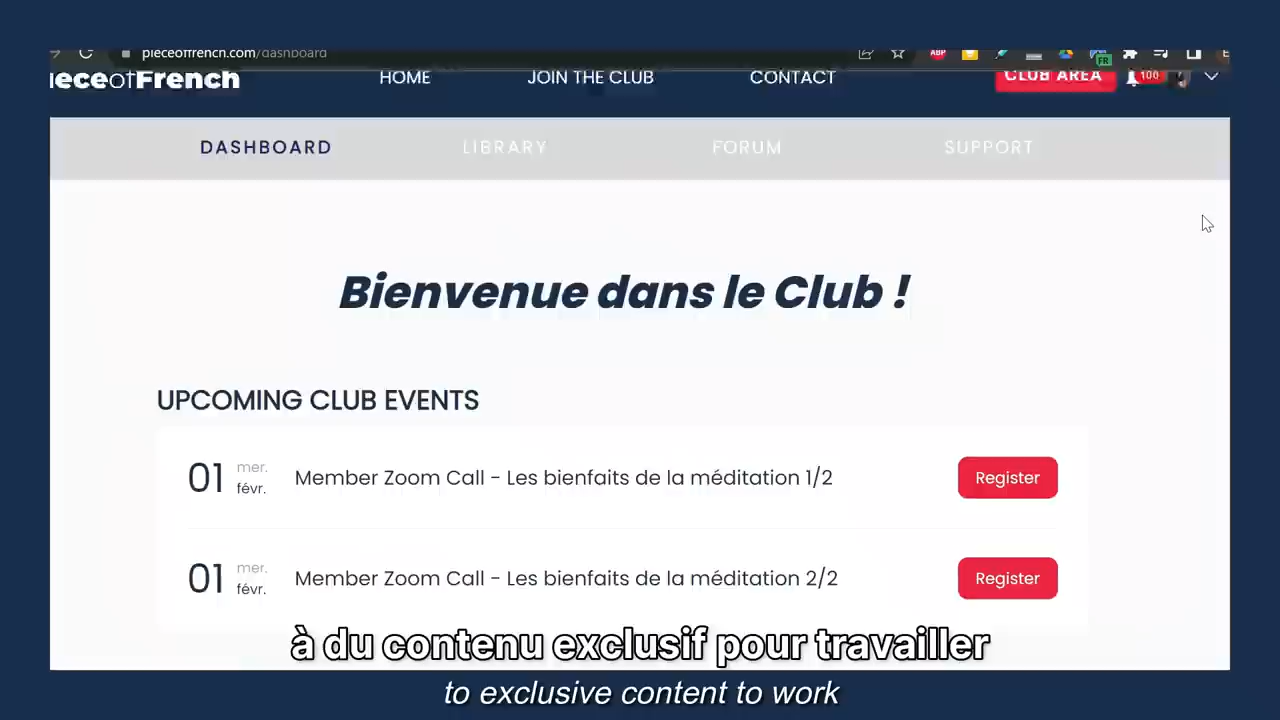 pieceoffrench.com/dashboard
ABP
FR
ieceofFrench
HOME
JOIN THE CLUB
CONTACT
CLUB AREA
100
DASHBOARD
LIBRARY
FORUM
SUPPORT
Bienvenue dans le Club !
UPCOMING CLUB EVENTS
01 mer. févr. Member Zoom Call - Les bienfaits de la méditation 1/2 Register
01 mer. févr. Member Zoom Call - Les bienfaits de la méditation 2/2 Register
à du contenu exclusif pour travailler
to exclusive content to work